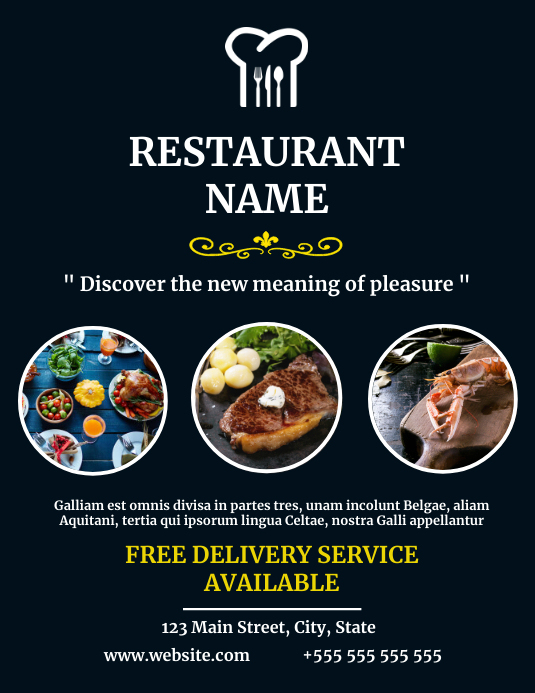 RESTAURANT
NAME
" Discover the new meaning of pleasure "
Galliam est omnis divisa in partes tres, unam incolunt Belgae, aliam
Aquitani, tertia qui ipsorum lingua Celtae, nostra Galli appellantur
FREE DELIVERY SERVICE
AVAILABLE
123 Main Street, City, State
www.website.com +555 555 555 555